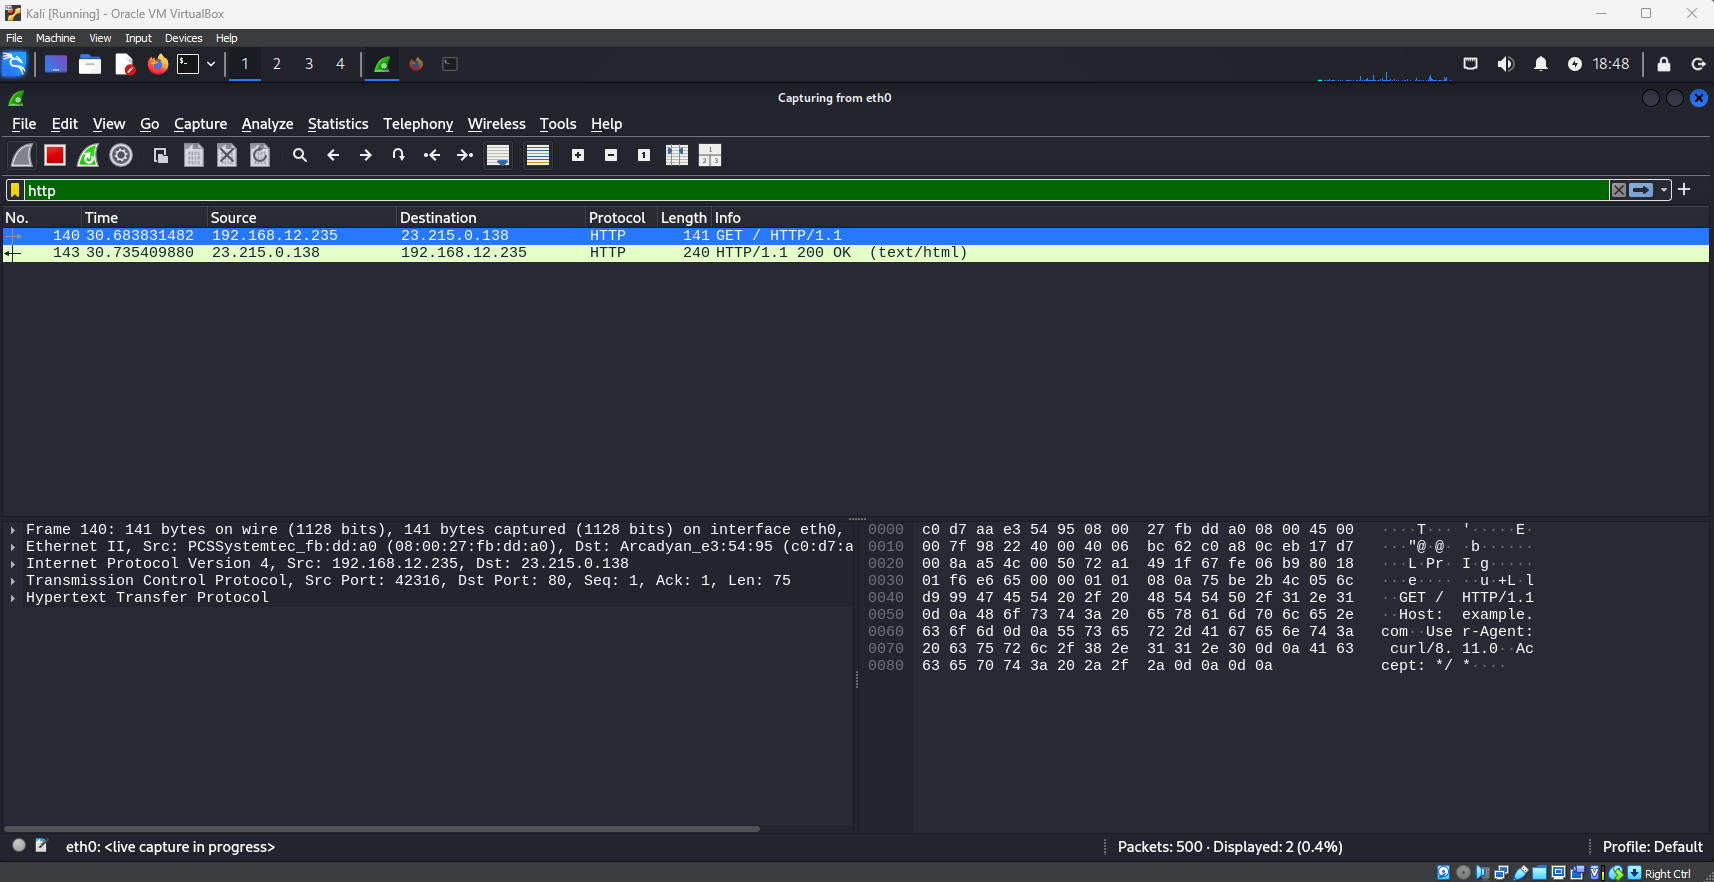 Kali [Running] - Oracle VM VirtualBox
File Machine View Input Devices Help
1 2 3 4 18:48
Capturing from eth0
File Edit View Go Capture Analyze Statistics Telephony Wireless Tools Help
http
No. Time Source Destination Protocol Length Info
140 30.683831482 192.168.12.235 23.215.0.138 HTTP 141 GET / HTTP/1.1
143 30.735409880 23.215.0.138 192.168.12.235 HTTP 240 HTTP/1.1 200 OK (text/html)
Frame 140: 141 bytes on wire (1128 bits), 141 bytes captured (1128 bits) on interface eth0,
Ethernet II, Src: PCSSystemtec_fb:dd:a0 (08:00:27:fb:dd:a0), Dst: Arcadyan_e3:54:95 (c0:d7:a
Internet Protocol Version 4, Src: 192.168.12.235, Dst: 23.215.0.138
Transmission Control Protocol, Src Port: 42316, Dst Port: 80, Seq: 1, Ack: 1, Len: 75
Hypertext Transfer Protocol
0000 c0 d7 aa e3 54 95 08 00 27 fb dd a0 08 00 45 00 ····T··· '·····E·
0010 00 7f 98 22 40 00 40 06 bc 62 c0 a8 0c eb 17 d7 ···"@·@· ·b······
0020 00 8a a5 4c 00 50 72 a1 49 1f 67 fe 06 b9 80 18 ···L·Pr· I·g·····
0030 01 f6 e6 65 00 00 01 01 08 0a 75 be 2b 4c 05 6c ···e···· ··u·+L·l
0040 d9 99 47 45 54 20 2f 20 48 54 54 50 2f 31 2e 31 ··GET / HTTP/1.1
0050 0d 0a 48 6f 73 74 3a 20 65 78 61 6d 70 6c 65 2e ··Host: example.
0060 63 6f 6d 0d 0a 55 73 65 72 2d 41 67 65 6e 74 3a com··Use r-Agent:
0070 20 63 75 72 6c 2f 38 2e 31 31 2e 30 0d 0a 41 63 curl/8. 11.0··Ac
0080 63 65 70 74 3a 20 2a 2f 2a 0d 0a 0d 0a cept: */ *····
eth0: <live capture in progress>
Packets: 500 · Displayed: 2 (0.4%)
Profile: Default
Right Ctrl